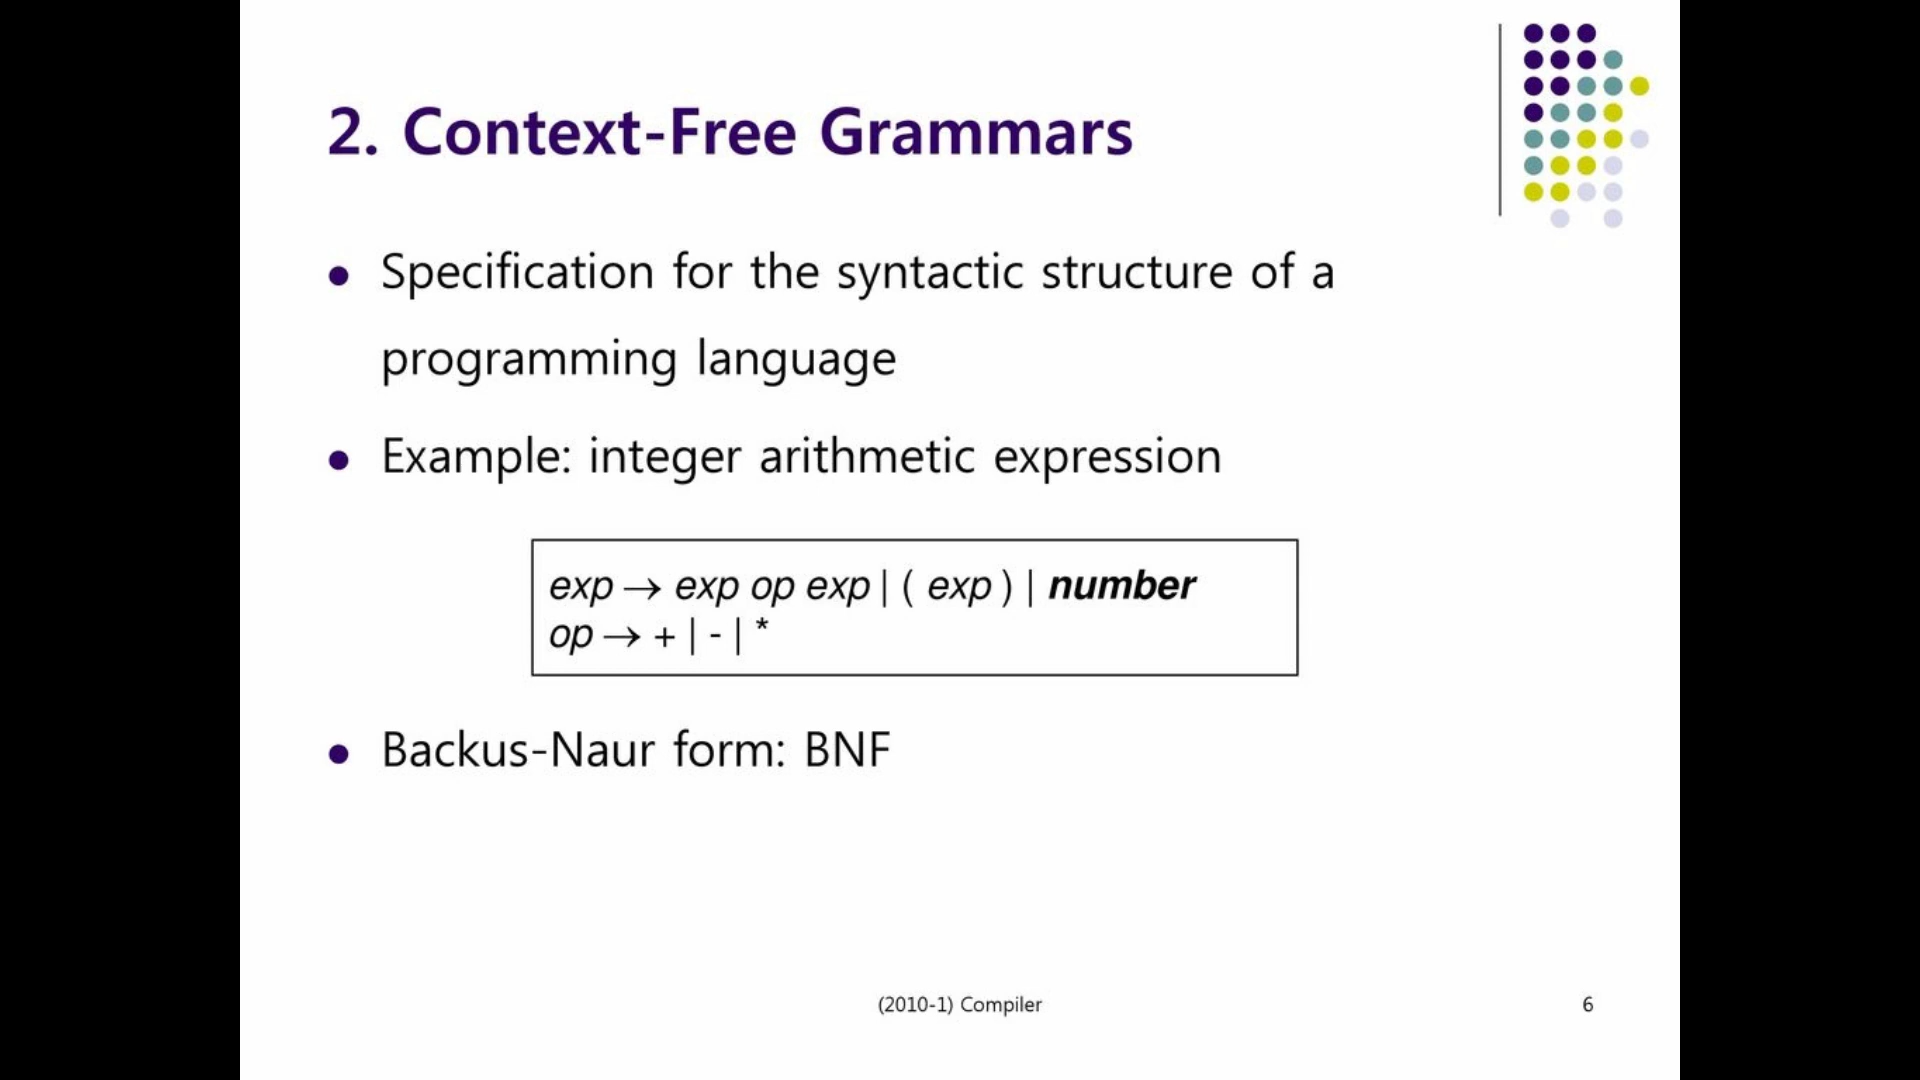 2. Context-Free Grammars
● Specification for the syntactic structure of a
programming language
● Example: integer arithmetic expression
exp → exp op exp | ( exp ) | number
op → + | - | *
● Backus-Naur form: BNF
(2010-1) Compiler
6